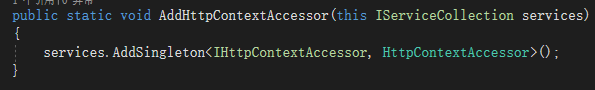 public static void AddHttpContextAccessor(this IServiceCollection services)
{
services.AddSingleton<IHttpContextAccessor, HttpContextAccessor>();
}